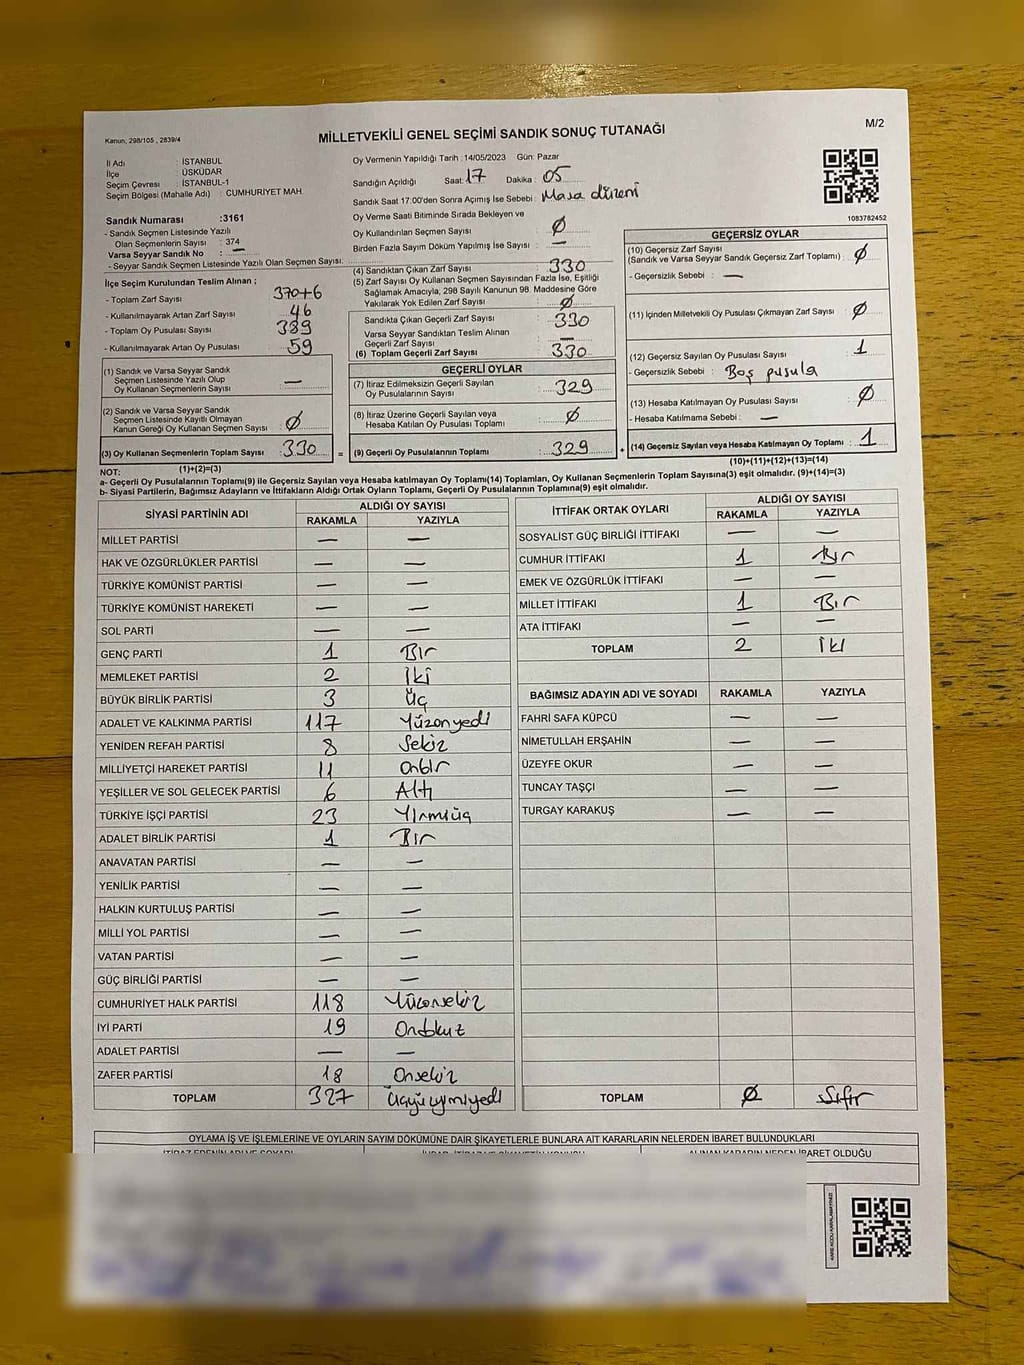 Kanun; 298/105 , 2839/4
MİLLETVEKİLİ GENEL SEÇİMİ SANDIK SONUÇ TUTANAĞI
M/2
İl Adı : İSTANBUL
İlçe : ÜSKÜDAR
Seçim Çevresi : İSTANBUL-1
Seçim Bölgesi (Mahalle Adı) : CUMHURİYET MAH.
Sandık Numarası :3161
- Sandık Seçmen Listesinde Yazılı
Olan Seçmenlerin Sayısı : 374
Varsa Seyyar Sandık No : —
- Seyyar Sandık Seçmen Listesinde Yazılı Olan Seçmen Sayısı:
İlçe Seçim Kurulundan Teslim Alınan ;
- Toplam Zarf Sayısı 370+6
- Kullanılmayarak Artan Zarf Sayısı 46
- Toplam Oy Pusulası Sayısı 389
- Kullanılmayarak Artan Oy Pusulası 59
(1) Sandık ve Varsa Seyyar Sandık
Seçmen Listesinde Yazılı Olup
Oy Kullanan Seçmenlerin Sayısı —
(2) Sandık ve Varsa Seyyar Sandık
Seçmen Listesinde Kayıtlı Olmayan
Kanun Gereği Oy Kullanan Seçmen Sayısı : Ø
(3) Oy Kullanan Seçmenlerin Toplam Sayısı : 330
(1)+(2)=(3)
Oy Vermenin Yapıldığı Tarih : 14/05/2023 Gün: Pazar
Sandığın Açıldığı Saat: 17 Dakika : 05
Sandık Saat 17.00'den Sonra Açımış İse Sebebi : Masa düzeni
Oy Verme Saati Bitiminde Sırada Bekleyen ve
Oy Kullandırılan Seçmen Sayısı : Ø
Birden Fazla Sayım Döküm Yapılmış İse Sayısı : —
(4) Sandıktan Çıkan Zarf Sayısı : 330
(5) Zarf Sayısı Oy Kullanan Seçmen Sayısından Fazla İse, Eşitliği
Sağlamak Amacıyla, 298 Sayılı Kanunun 98. Maddesine Göre
Yakılarak Yok Edilen Zarf Sayısı : Ø
Sandıkta Çıkan Geçerli Zarf Sayısı : 330
Varsa Seyyar Sandıktan Teslim Alınan
Geçerli Zarf Sayısı : —
(6) Toplam Geçerli Zarf Sayısı : 330
GEÇERLİ OYLAR
(7) İtiraz Edilmeksizin Geçerli Sayılan
Oy Pusulalarının Sayısı : 329
(8) İtiraz Üzerine Geçerli Sayılan veya
Hesaba Katılan Oy Pusulası Toplamı : Ø
= (9) Geçerli Oy Pusulalarının Toplamı : 329 +
1083782452
GEÇERSİZ OYLAR
(10) Geçersiz Zarf Sayısı
(Sandık ve Varsa Seyyar Sandık Geçersiz Zarf Toplamı) : Ø
- Geçersizlik Sebebi : —
(11) İçinden Milletvekili Oy Pusulası Çıkmayan Zarf Sayısı : Ø
(12) Geçersiz Sayılan Oy Pusulası Sayısı : 1
- Geçersizlik Sebebi : Boş pusula
(13) Hesaba Katılmayan Oy Pusulası Sayısı : Ø
- Hesaba Katılmama Sebebi : —
(14) Geçersiz Sayılan veya Hesaba Katılmayan Oy Toplamı : 1
(10)+(11)+(12)+(13)=(14)
NOT:
a- Geçerli Oy Pusulalarının Toplamı(9) ile Geçersiz Sayılan veya Hesaba katılmayan Oy Toplamı(14) Toplamları, Oy Kullanan Seçmenlerin Toplam Sayısına(3) eşit olmalıdır. (9)+(14)=(3)
b- Siyasi Partilerin, Bağımsız Adayların ve İttifakların Aldığı Ortak Oyların Toplamı, Geçerli Oy Pusulalarının Toplamına(9) eşit olmalıdır.
SİYASİ PARTİNİN ADI ALDIĞI OY SAYISI
RAKAMLA YAZIYLA
MİLLET PARTİSİ — —
HAK VE ÖZGÜRLÜKLER PARTİSİ — —
TÜRKİYE KOMÜNİST PARTİSİ — —
TÜRKİYE KOMÜNİST HAREKETİ — —
SOL PARTİ — —
GENÇ PARTİ 1 Bir
MEMLEKET PARTİSİ 2 İki
BÜYÜK BİRLİK PARTİSİ 3 Üç
ADALET VE KALKINMA PARTİSİ 117 Yüzonyedi
YENİDEN REFAH PARTİSİ 8 Sekiz
MİLLİYETÇİ HAREKET PARTİSİ 11 Onbir
YEŞİLLER VE SOL GELECEK PARTİSİ 6 Altı
TÜRKİYE İŞÇİ PARTİSİ 23 Yirmiüç
ADALET BİRLİK PARTİSİ 1 Bir
ANAVATAN PARTİSİ — —
YENİLİK PARTİSİ — —
HALKIN KURTULUŞ PARTİSİ — —
MİLLİ YOL PARTİSİ — —
VATAN PARTİSİ — —
GÜÇ BİRLİĞİ PARTİSİ — —
CUMHURİYET HALK PARTİSİ 118 Yüzonsekiz
İYİ PARTİ 19 Ondokuz
ADALET PARTİSİ — —
ZAFER PARTİSİ 18 Onsekiz
TOPLAM 327 Üçyüzyirmiyedi
İTTİFAK ORTAK OYLARI ALDIĞI OY SAYISI
RAKAMLA YAZIYLA
SOSYALİST GÜÇ BİRLİĞİ İTTİFAKI — —
CUMHUR İTTİFAKI 1 Bir
EMEK VE ÖZGÜRLÜK İTTİFAKI — —
MİLLET İTTİFAKI 1 Bir
ATA İTTİFAKI — —
TOPLAM 2 İki
BAĞIMSIZ ADAYIN ADI VE SOYADI RAKAMLA YAZIYLA
FAHRİ SAFA KÜPCÜ — —
NİMETULLAH ERŞAHİN — —
ÜZEYFE OKUR — —
TUNCAY TAŞÇI — —
TURGAY KARAKUŞ — —
TOPLAM Ø Sıfır
OYLAMA İŞ VE İŞLEMLERİNE VE OYLARIN SAYIM DÖKÜMÜNE DAİR ŞİKAYETLERLE BUNLARA AİT KARARLARIN NELERDEN İBARET BULUNDUKLARI
ALINAN KARARIN NEDEN İBARET OLDUĞU